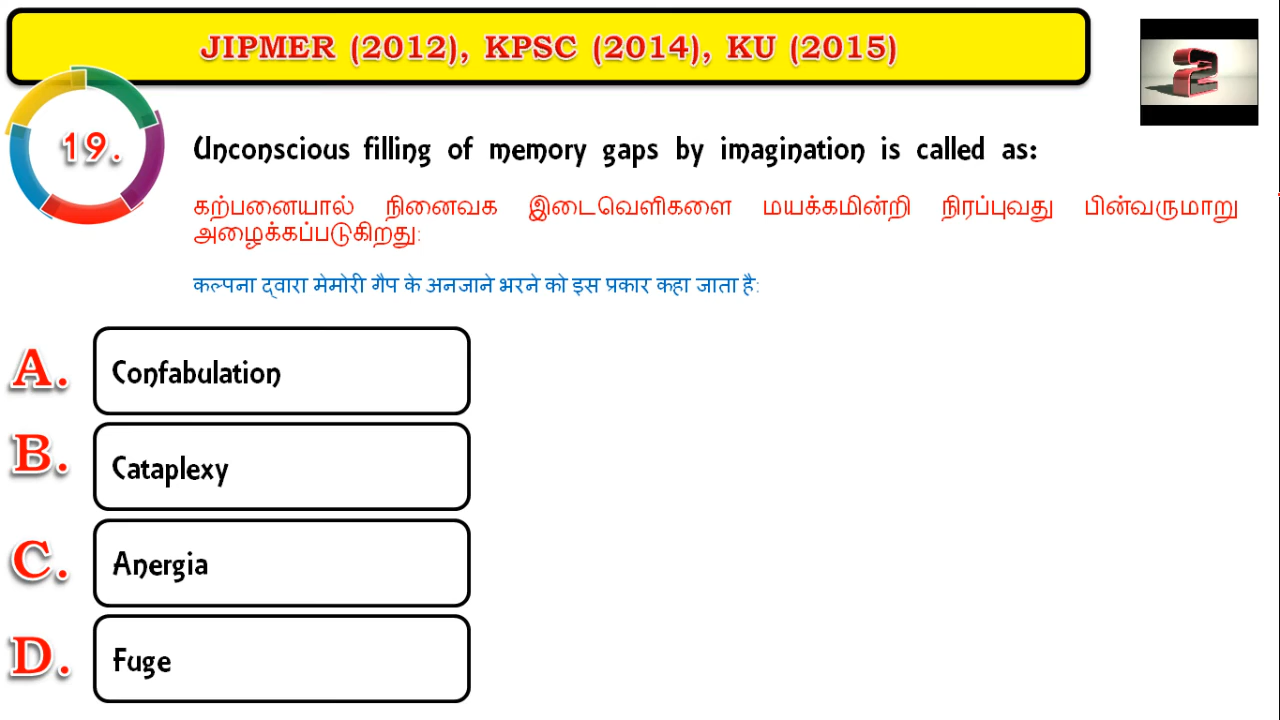 JIPMER (2012), KPSC (2014), KU (2015)
2
19.
Unconscious filling of memory gaps by imagination is called as:
கற்பனையால் நினைவக இடைவெளிகளை மயக்கமின்றி நிரப்புவது பின்வருமாறு
அழைக்கப்படுகிறது:
कल्पना द्वारा मेमोरी गैप के अनजाने भरने को इस प्रकार कहा जाता है:
A. Confabulation
B. Cataplexy
C. Anergia
D. Fuge